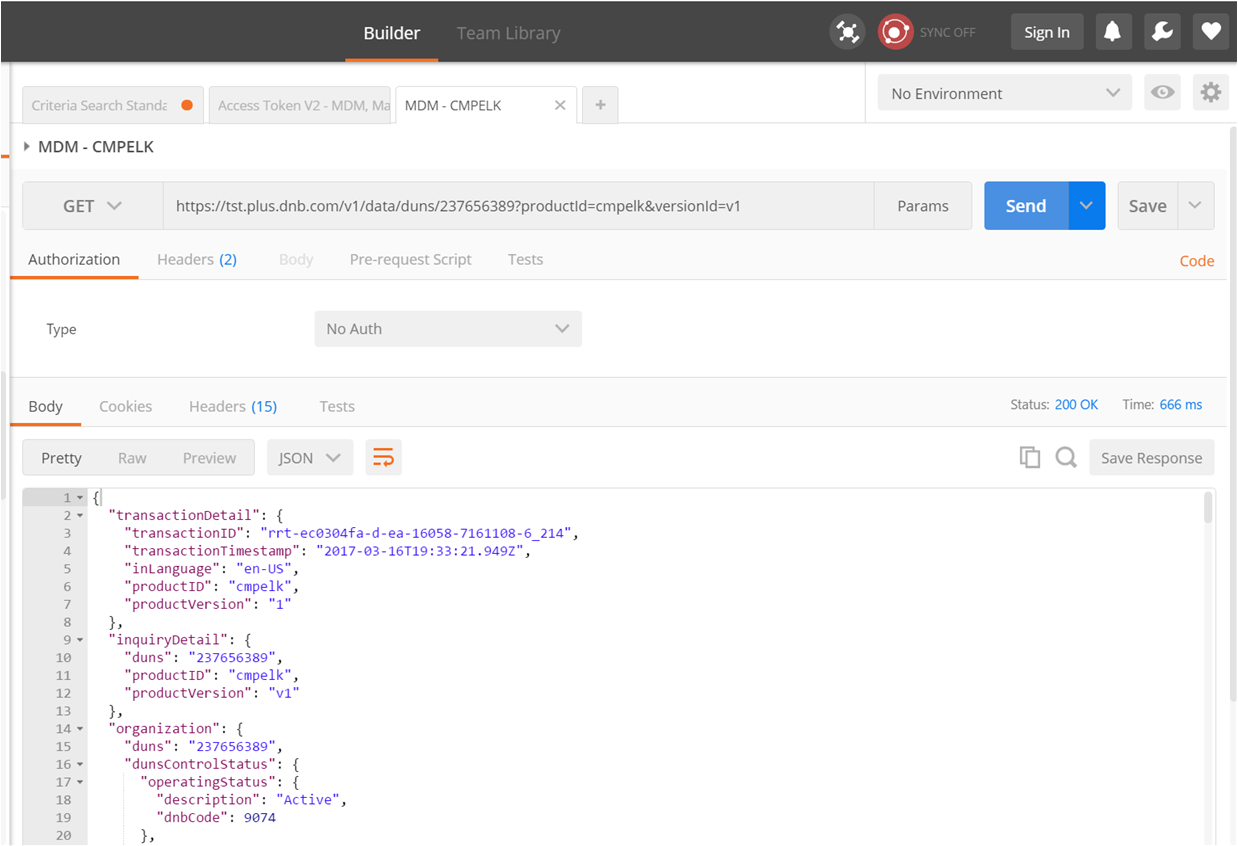 Builder
Team Library
SYNC OFF
Sign In
Criteria Search Standa
Access Token V2 - MDM, Ma
MDM - CMPELK
No Environment
MDM - CMPELK
GET
https://tst.plus.dnb.com/v1/data/duns/237656389?productId=cmpelk&versionId=v1
Params
Send
Save
Authorization
Headers (2)
Body
Pre-request Script
Tests
Code
Type
No Auth
Body
Cookies
Headers (15)
Tests
Status: 200 OK
Time: 666 ms
Pretty
Raw
Preview
JSON
Save Response
1 {
2 "transactionDetail": {
3 "transactionID": "rrt-ec0304fa-d-ea-16058-7161108-6_214",
4 "transactionTimestamp": "2017-03-16T19:33:21.949Z",
5 "inLanguage": "en-US",
6 "productID": "cmpelk",
7 "productVersion": "1"
8 },
9 "inquiryDetail": {
10 "duns": "237656389",
11 "productID": "cmpelk",
12 "productVersion": "v1"
13 },
14 "organization": {
15 "duns": "237656389",
16 "dunsControlStatus": {
17 "operatingStatus": {
18 "description": "Active",
19 "dnbCode": 9074
20 },